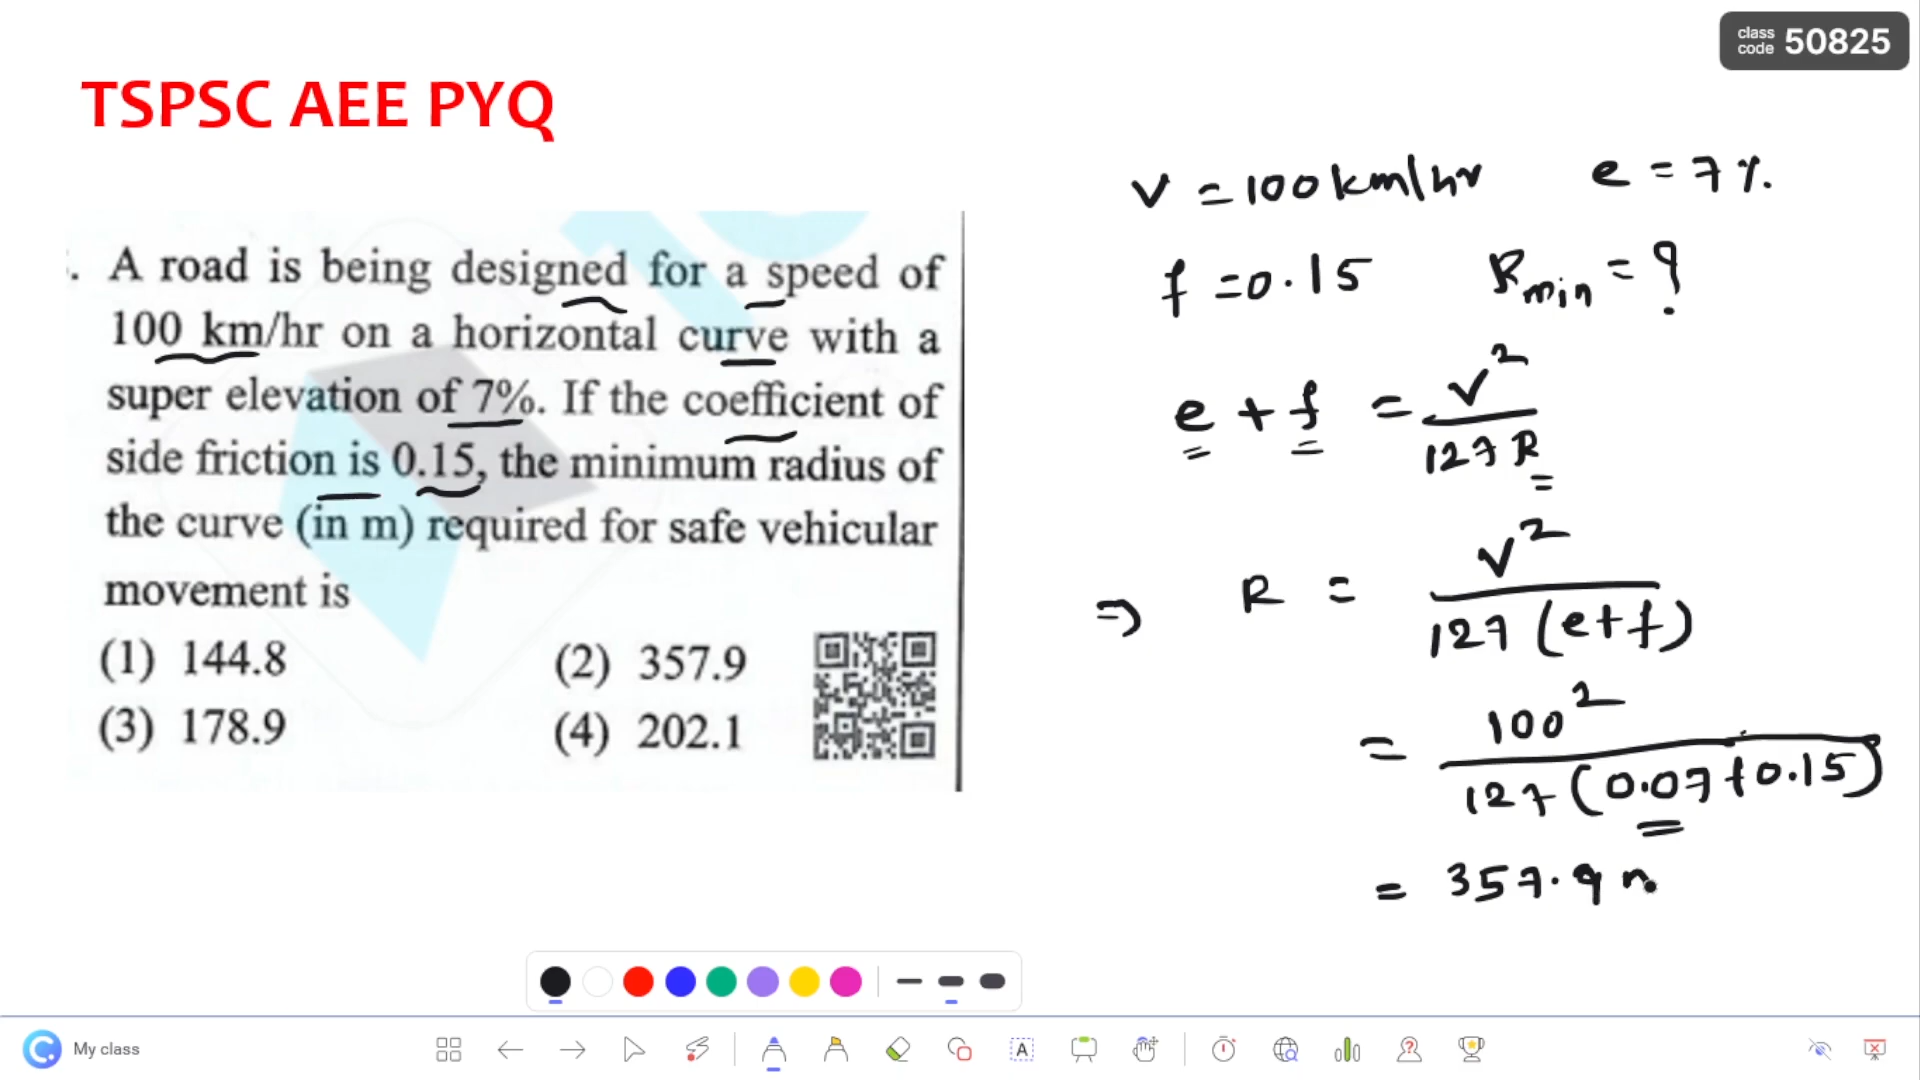 class code 50825
TSPSC AEE PYQ
. A road is being designed for a speed of
100 km/hr on a horizontal curve with a
super elevation of 7%. If the coefficient of
side friction is 0.15, the minimum radius of
the curve (in m) required for safe vehicular
movement is
(1) 144.8 (2) 357.9
(3) 178.9 (4) 202.1
V = 100 km/hr e = 7%.
f = 0.15 Rmin = ?
e + f = V²/127R
⇒ R = V²/127(e+f)
= 100²/127(0.07+0.15)
= 357.9 m
My class
A